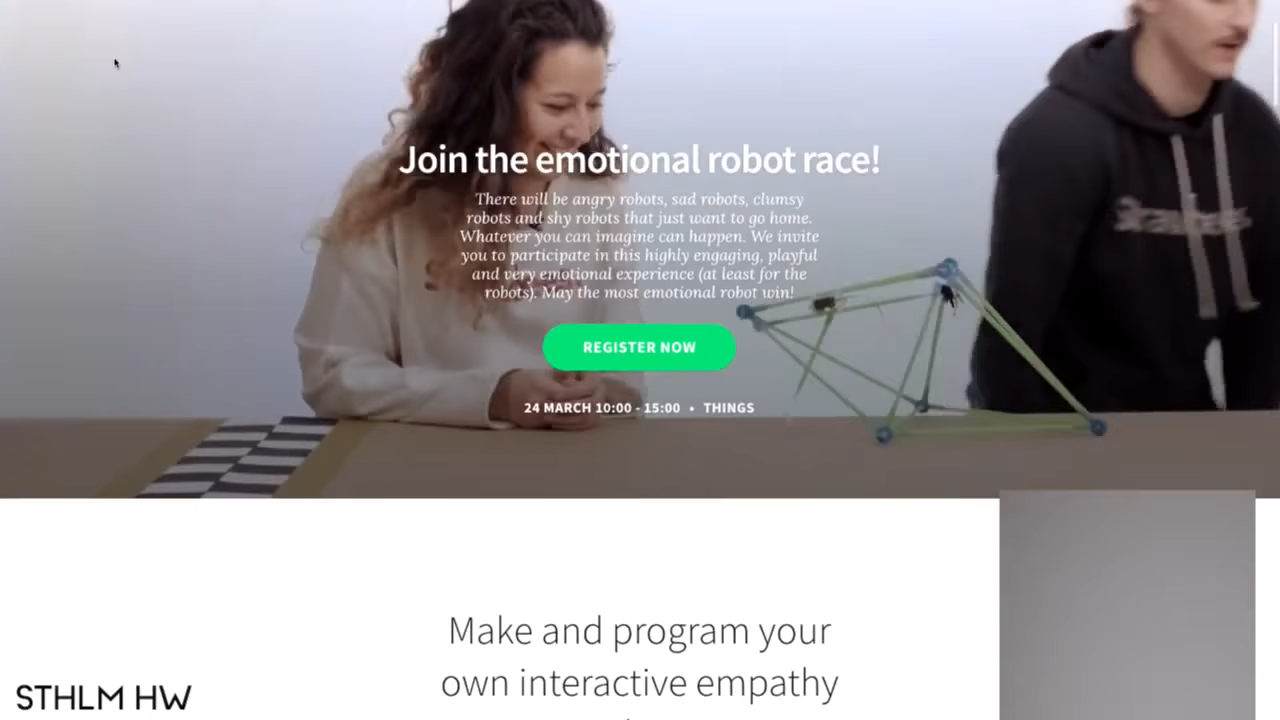 Join the emotional robot race!
There will be angry robots, sad robots, clumsy
robots and shy robots that just want to go home.
Whatever you can imagine can happen. We invite
you to participate in this highly engaging, playful
and very emotional experience (at least for the
robots). May the most emotional robot win!
REGISTER NOW
24 MARCH 10:00 - 15:00 • THINGS
Make and program your
own interactive empathy
STHLM HW